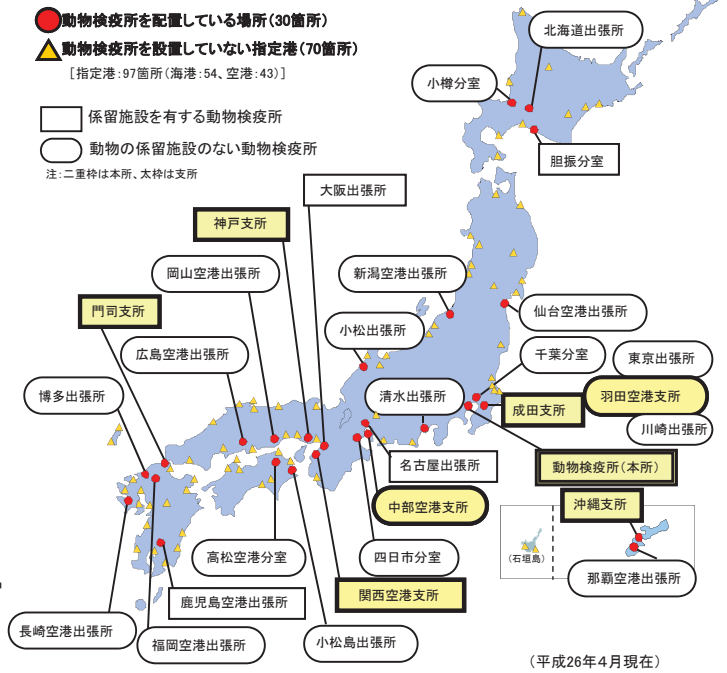 動物検疫所を配置している場所(30箇所)
動物検疫所を設置していない指定港(70箇所)
[指定港:97箇所(海港:54、空港:43)]
係留施設を有する動物検疫所
動物の係留施設のない動物検疫所
注:二重枠は本所、太枠は支所
北海道出張所
小樽分室
胆振分室
大阪出張所
神戸支所
岡山空港出張所
新潟空港出張所
門司支所
仙台空港出張所
小松出張所
広島空港出張所
千葉分室
東京出張所
博多出張所
清水出張所
成田支所
羽田空港支所
川崎出張所
名古屋出張所
動物検疫所(本所)
中部空港支所
沖縄支所
高松空港分室
四日市分室
(石垣島)
那覇空港出張所
関西空港支所
鹿児島空港出張所
長崎空港出張所
福岡空港出張所
小松島出張所
(平成26年4月現在)